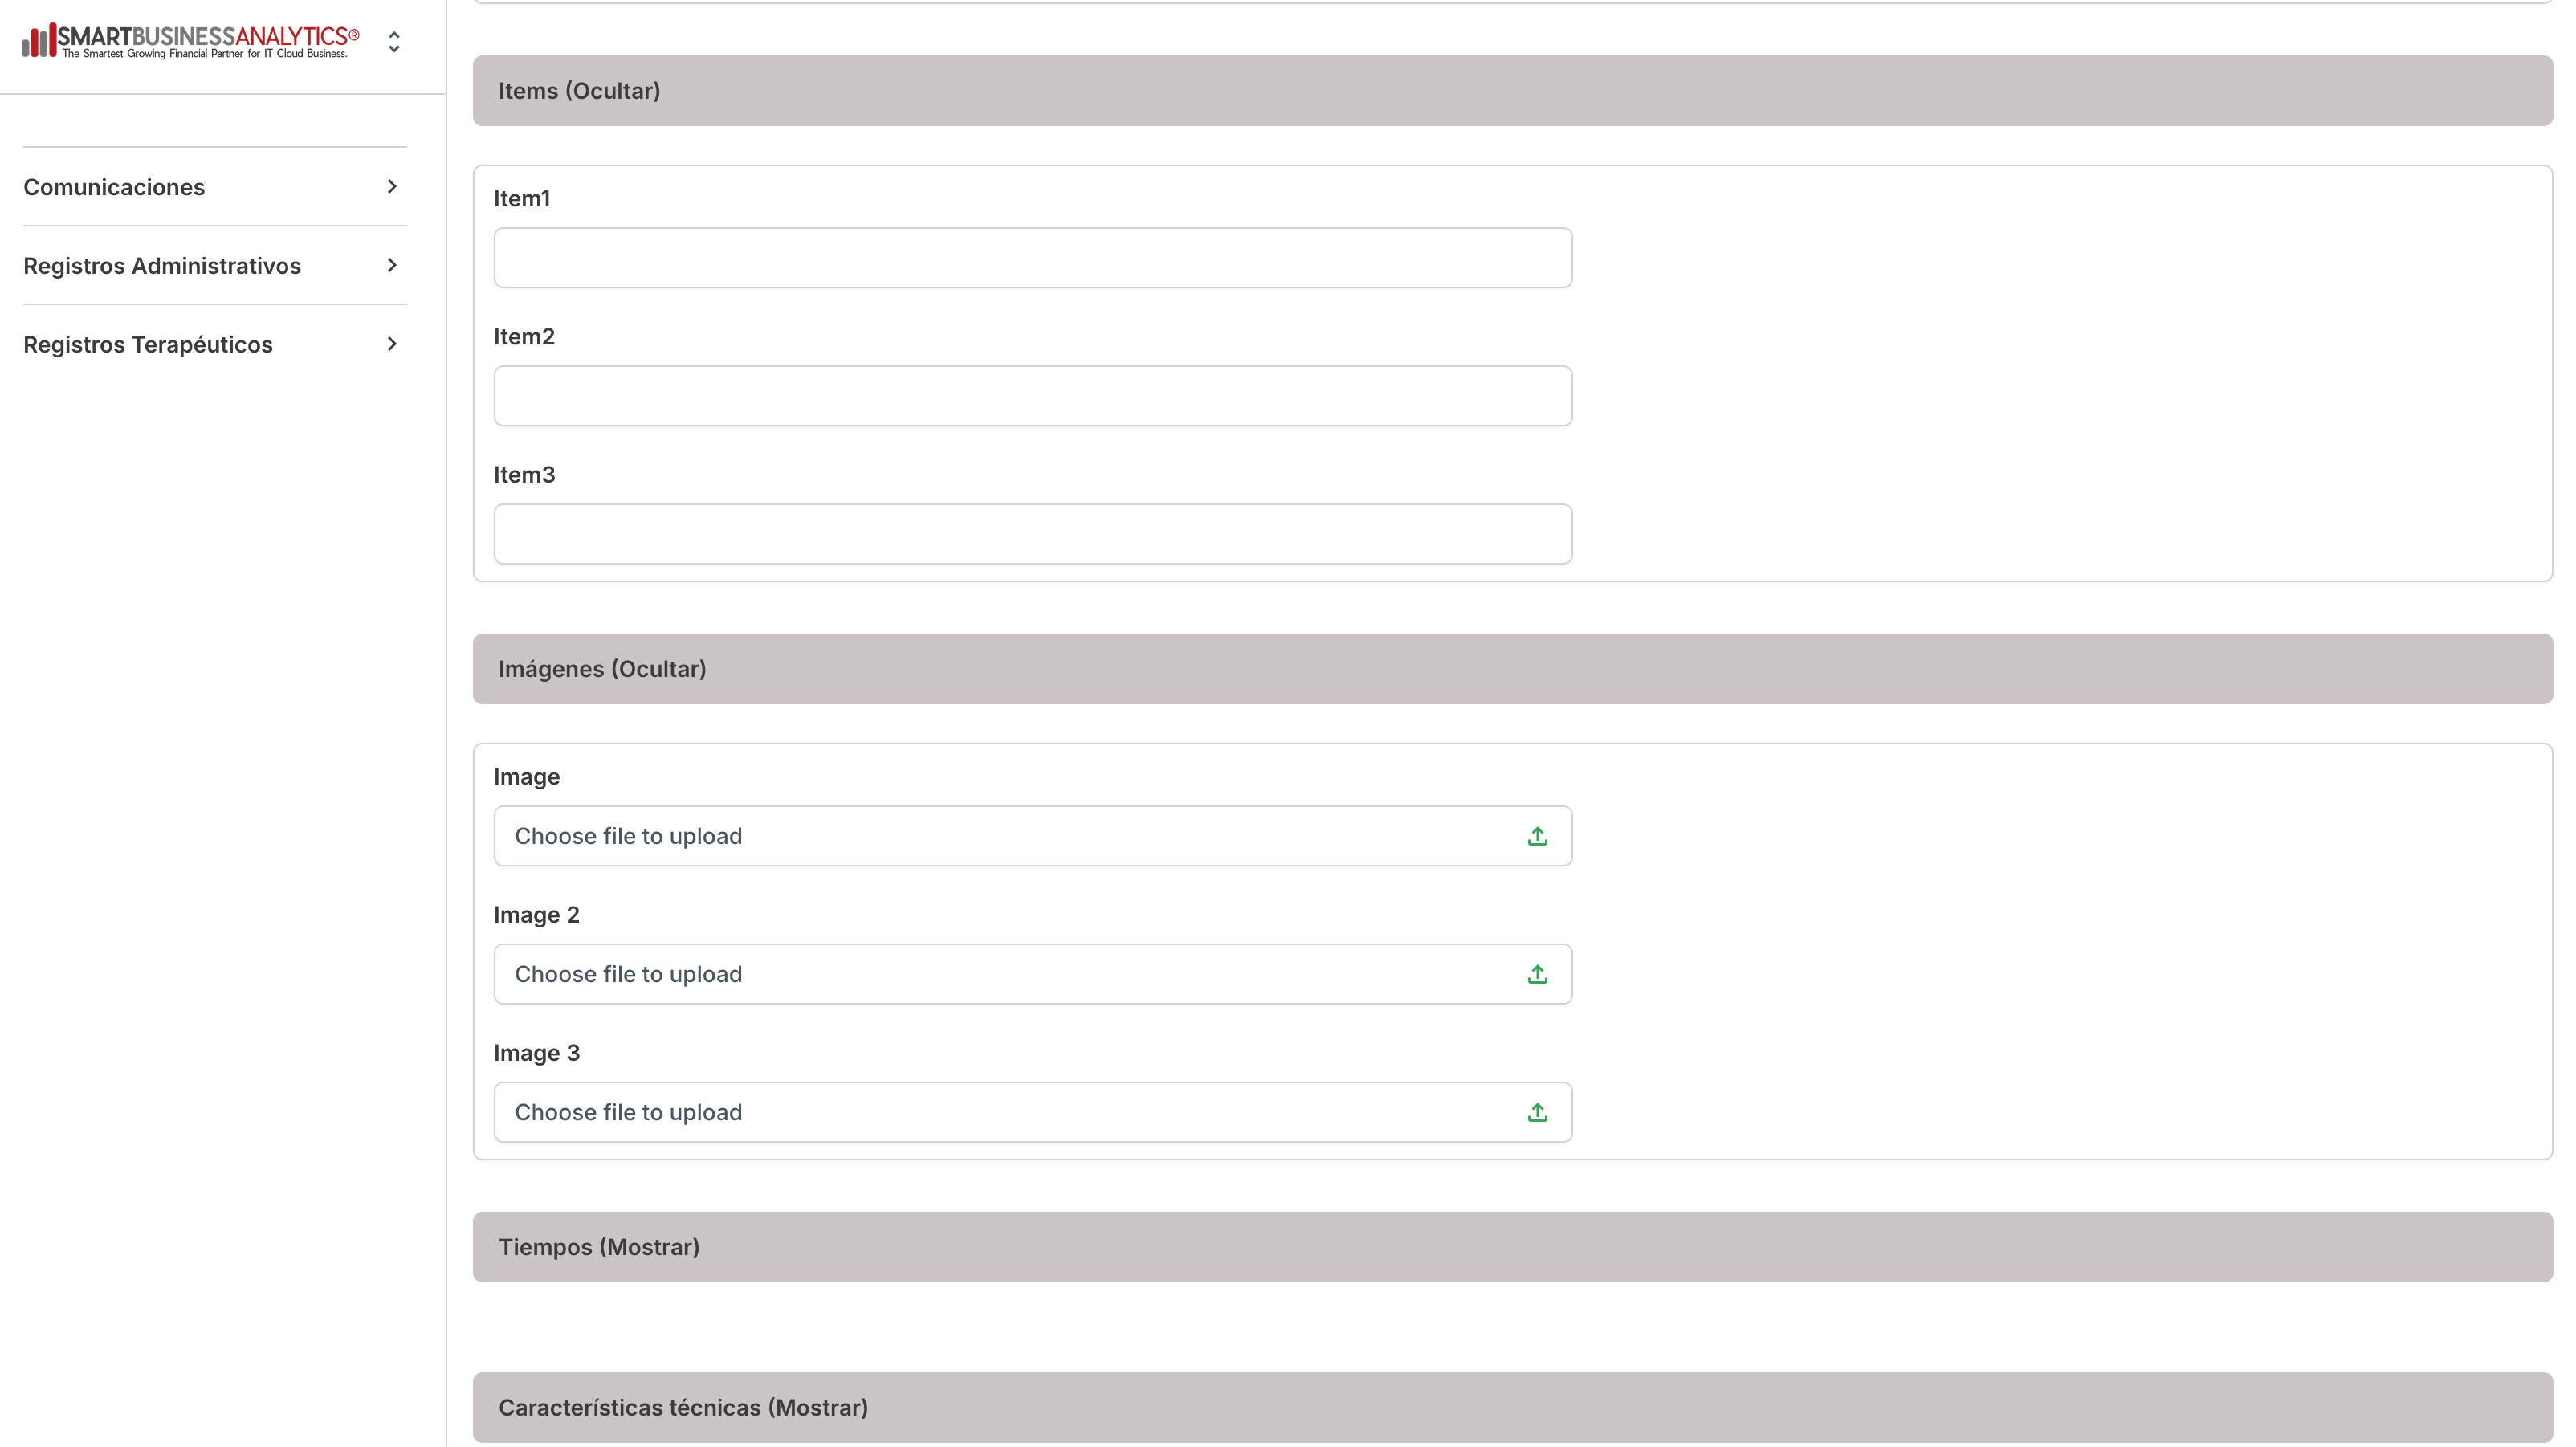 SMARTBUSINESSANALYTICS®
The Smartest Growing Financial Partner for IT Cloud Business.
Comunicaciones
Registros Administrativos
Registros Terapéuticos
Items (Ocultar)
Item1
Item2
Item3
Imágenes (Ocultar)
Image
Choose file to upload
Image 2
Choose file to upload
Image 3
Choose file to upload
Tiempos (Mostrar)
Características técnicas (Mostrar)